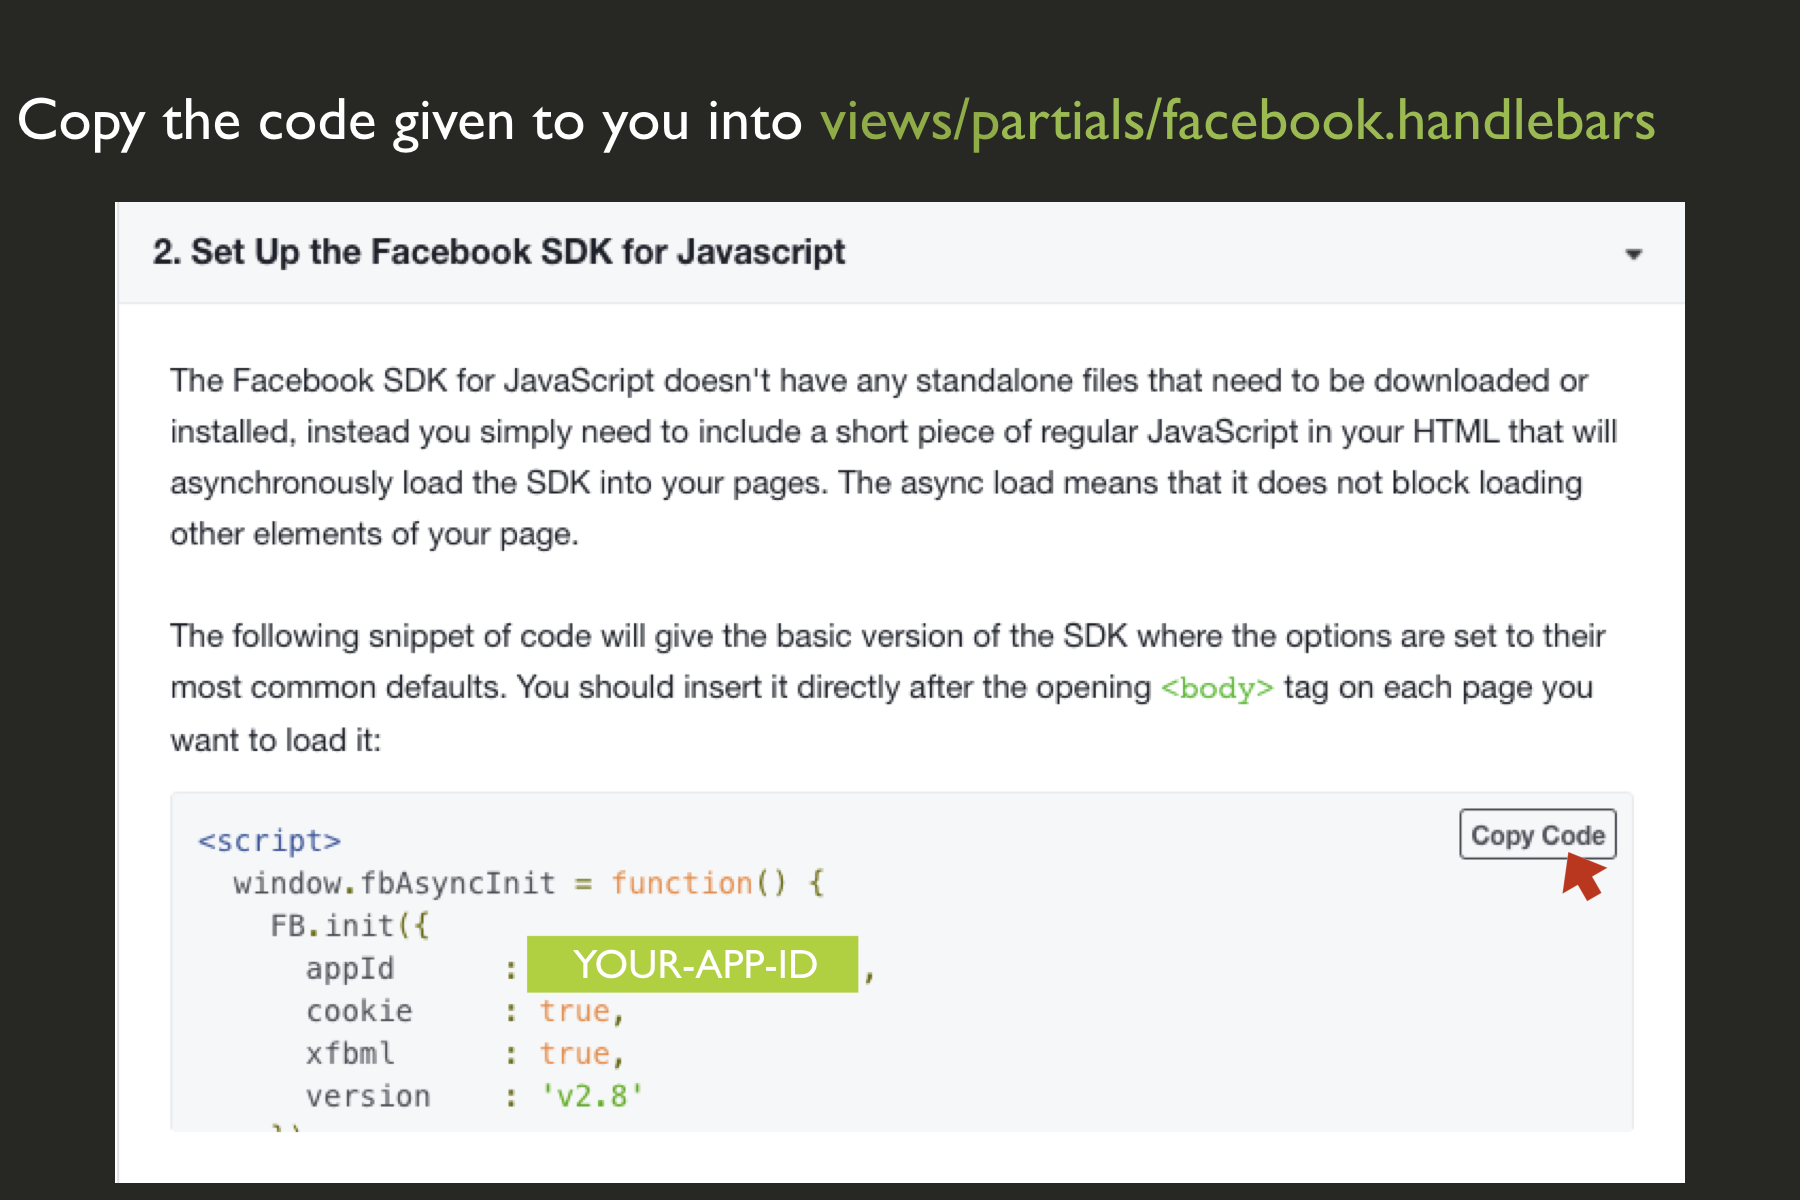 Copy the code given to you into views/partials/facebook.handlebars
2. Set Up the Facebook SDK for Javascript
The Facebook SDK for JavaScript doesn't have any standalone files that need to be downloaded or
installed, instead you simply need to include a short piece of regular JavaScript in your HTML that will
asynchronously load the SDK into your pages. The async load means that it does not block loading
other elements of your page.
The following snippet of code will give the basic version of the SDK where the options are set to their
most common defaults. You should insert it directly after the opening <body> tag on each page you
want to load it:
Copy Code
<script>
window.fbAsyncInit = function() {
FB.init({
appId : YOUR-APP-ID ,
cookie : true,
xfbml : true,
version : 'v2.8'